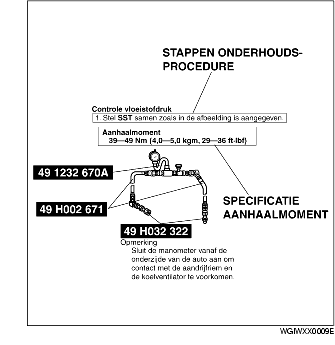 STAPPEN ONDERHOUDS-
PROCEDURE
Controle vloeistofdruk
1. Stel SST samen zoals in de afbeelding is aangegeven.
Aanhaalmoment
39—49 Nm (4,0—5,0 kgm, 29—36 ft·lbf)
49 1232 670A
49 H002 671
SPECIFICATIE
AANHAALMOMENT
49 H032 322
Opmerking
Sluit de manometer vanaf de
onderzijde van de auto aan om
contact met de aandrijfriem en
de koelventilator te voorkomen.
WGIWXX0009E